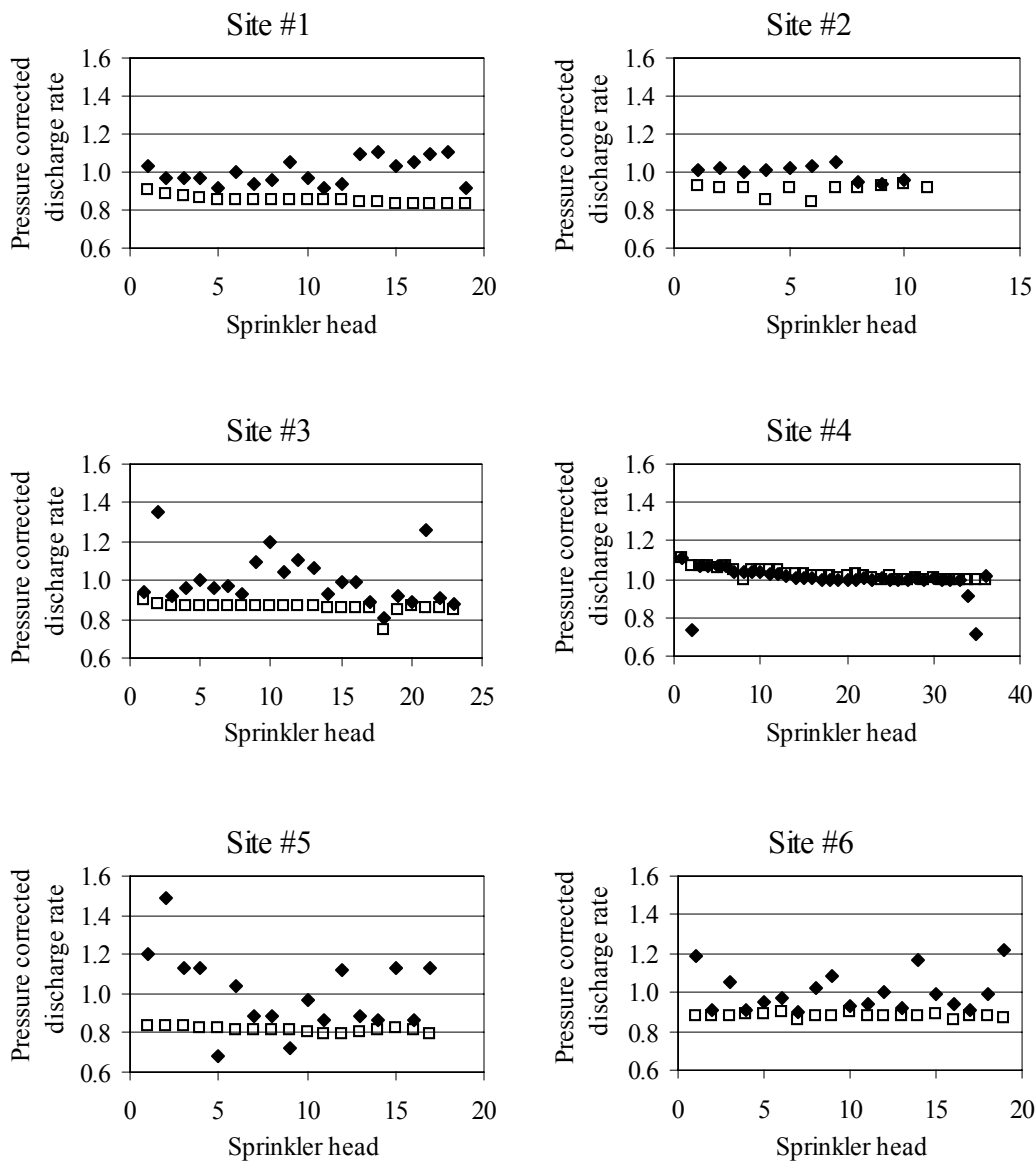 Site #1
Pressure corrected
discharge rate
1.6
1.4
1.2
1.0
0.8
0.6
0 5 10 15 20
Sprinkler head
Site #2
Pressure corrected
discharge rate
1.6
1.4
1.2
1.0
0.8
0.6
0 5 10 15
Sprinkler head
Site #3
Pressure corrected
discharge rate
1.6
1.4
1.2
1.0
0.8
0.6
0 5 10 15 20 25
Sprinkler head
Site #4
Pressure corrected
discharge rate
1.6
1.4
1.2
1.0
0.8
0.6
0 10 20 30 40
Sprinkler head
Site #5
Pressure corrected
discharge rate
1.6
1.4
1.2
1.0
0.8
0.6
0 5 10 15 20
Sprinkler head
Site #6
Pressure corrected
discharge rate
1.6
1.4
1.2
1.0
0.8
0.6
0 5 10 15 20
Sprinkler head